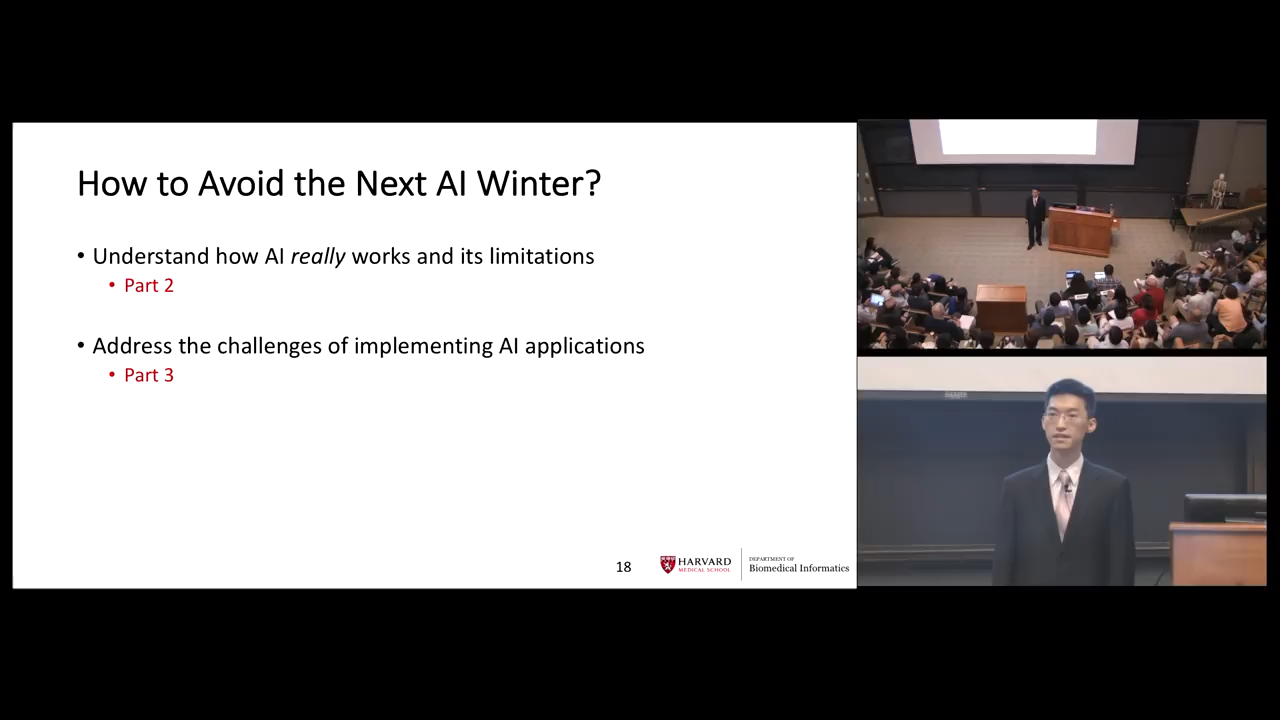 How to Avoid the Next AI Winter?
• Understand how AI really works and its limitations
• Part 2
• Address the challenges of implementing AI applications
• Part 3
18
HARVARD
MEDICAL SCHOOL
DEPARTMENT OF
Biomedical Informatics